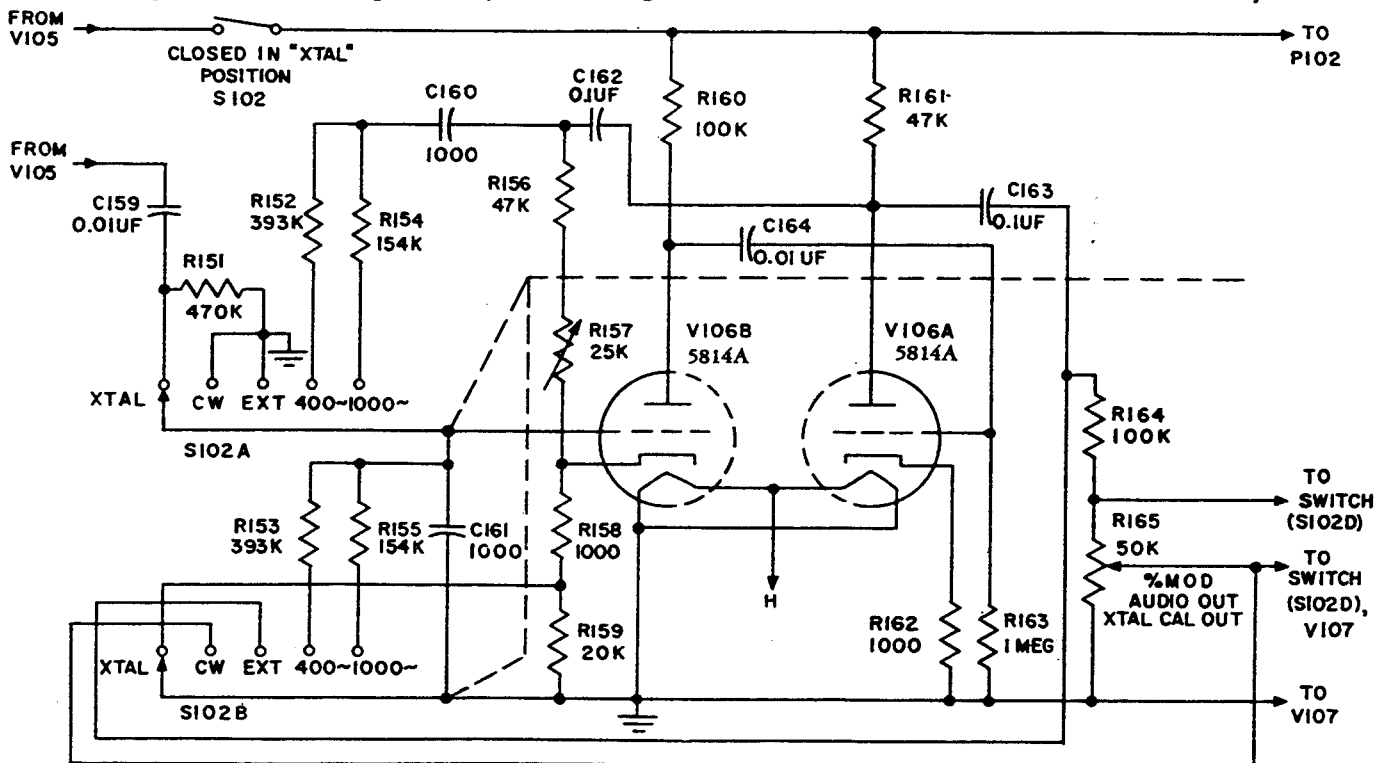 FROM
V105
CLOSED IN "XTAL"
POSITION
S102
TO
P102
C160
1000
C162
0.1UF
R160
100K
R161
47K
FROM
V105
C159
0.01UF
R152
393K
R154
154K
R156
47K
C163
0.1UF
C164
0.01UF
R151
470K
R157
25K
V106B
5814A
V106A
5814A
XTAL
CW
EXT
400~
1000~
S102A
R164
100K
TO
SWITCH
(S102D)
R153
393K
R155
154K
C161
1000
R158
1000
R165
50K
%MOD
AUDIO OUT
XTAL CAL OUT
TO
SWITCH
(S102D),
V107
H
R159
20K
R162
1000
R163
1 MEG
XTAL
CW
EXT
400~
1000~
S102B
TO
V107